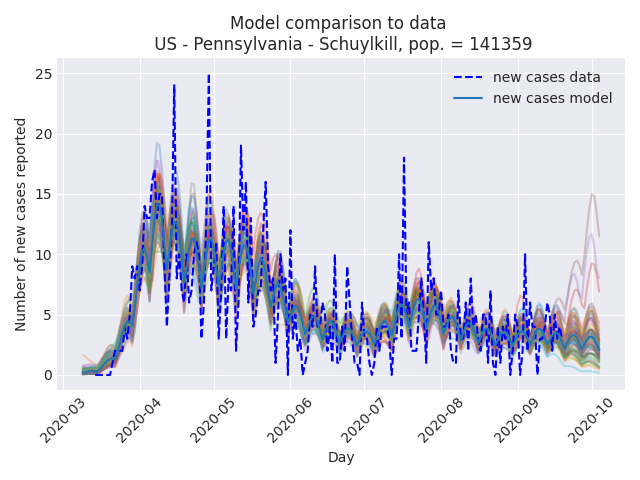 Model comparison to data
US - Pennsylvania - Schuylkill, pop. = 141359
new cases data
new cases model
Number of new cases reported
25
20
15
10
5
0
2020-03
2020-04
2020-05
2020-06
2020-07
2020-08
2020-09
2020-10
Day